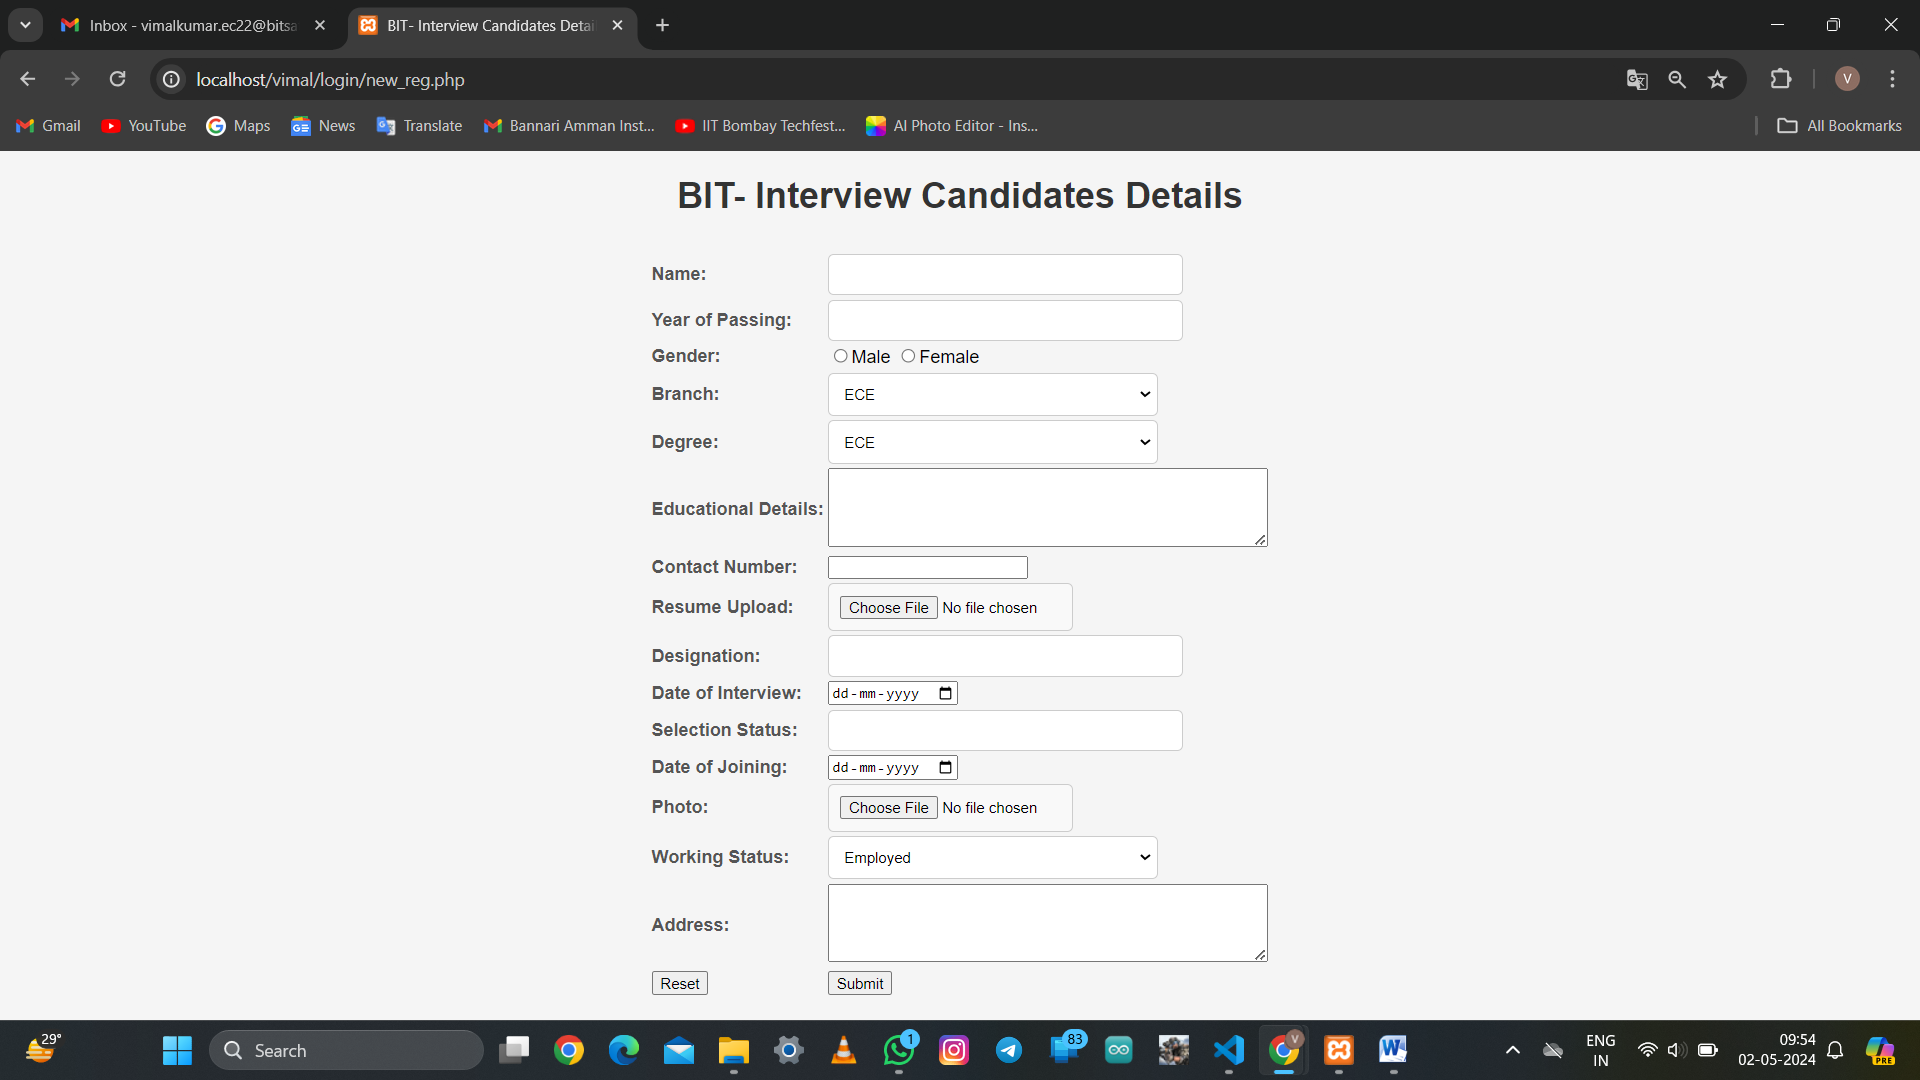 Inbox - vimalkumar.ec22@bitsa
BIT- Interview Candidates Detai
localhost/vimal/login/new_reg.php
V
Gmail
YouTube
Maps
News
Translate
Bannari Amman Inst...
IIT Bombay Techfest...
AI Photo Editor - Ins...
All Bookmarks
BIT- Interview Candidates Details
Name:
Year of Passing:
Gender: Male Female
Branch: ECE
Degree: ECE
Educational Details:
Contact Number:
Resume Upload: Choose File No file chosen
Designation:
Date of Interview: dd-mm-yyyy
Selection Status:
Date of Joining: dd-mm-yyyy
Photo: Choose File No file chosen
Working Status: Employed
Address:
Reset Submit
29°
Search
1
83
V
ENG
IN
09:54
02-05-2024
PRE